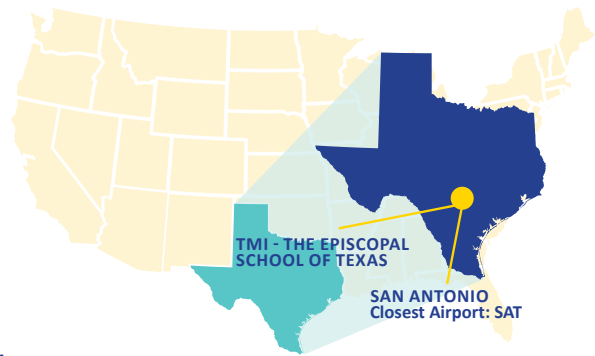 TMI - THE EPISCOPAL
SCHOOL OF TEXAS
SAN ANTONIO
Closest Airport: SAT